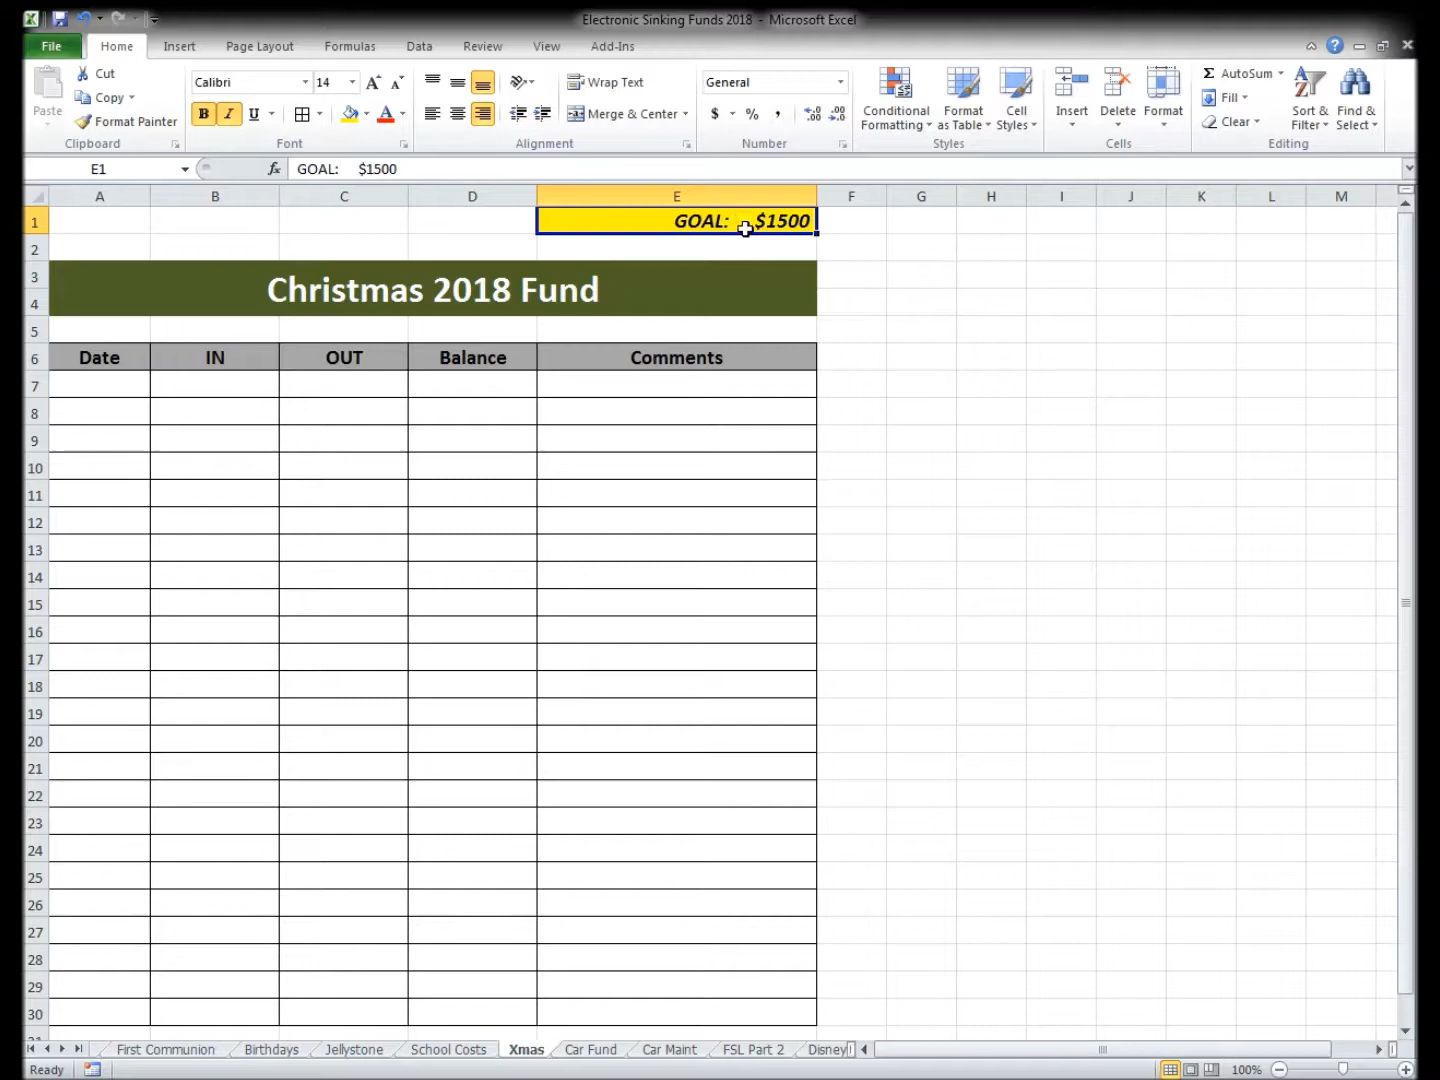 Electronic Sinking Funds 2018 - Microsoft Excel
File Home Insert Page Layout Formulas Data Review View Add-Ins
Paste
Cut
Copy
Format Painter
Clipboard
Calibri 14
B I U
Font
Wrap Text
Merge & Center
Alignment
General
$ % ,
Number
Conditional Formatting
Format as Table
Cell Styles
Styles
Insert Delete Format
Cells
Σ AutoSum
Fill
Clear
Sort & Filter
Find & Select
Editing
E1 fx GOAL: $1500
A B C D E F G H I J K L M
1 GOAL: $1500
2
3
Christmas 2018 Fund
4
5
6 Date IN OUT Balance Comments
7
8
9
10
11
12
13
14
15
16
17
18
19
20
21
22
23
24
25
26
27
28
29
30
First Communion Birthdays Jellystone School Costs Xmas Car Fund Car Maint FSL Part 2 Disney
Ready 100%